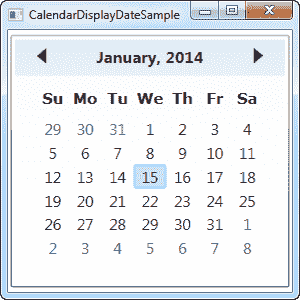 CalendarDisplayDateSample
January, 2014
Su Mo Tu We Th Fr Sa
29 30 31 1 2 3 4
5 6 7 8 9 10 11
12 13 14 15 16 17 18
19 20 21 22 23 24 25
26 27 28 29 30 31 1
2 3 4 5 6 7 8